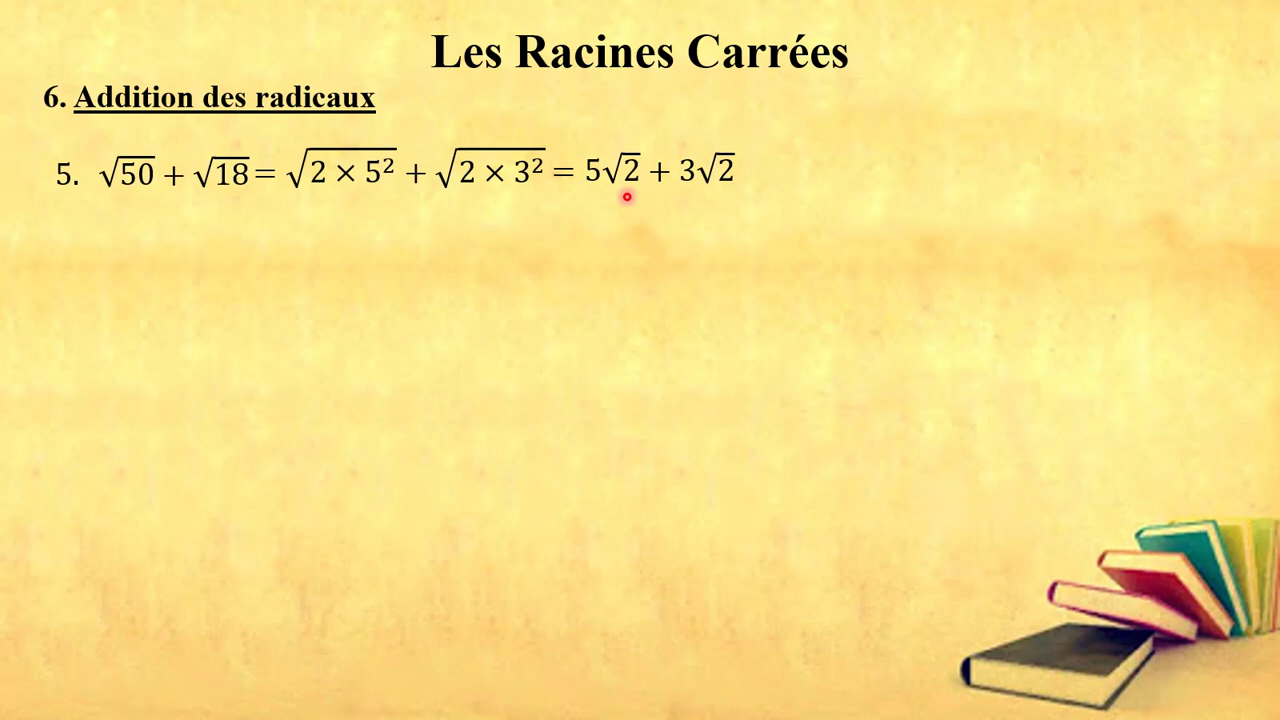 Les Racines Carrées
6. Addition des radicaux
5. √50 + √18 = √(2 × 5²) + √(2 × 3²) = 5√2 + 3√2